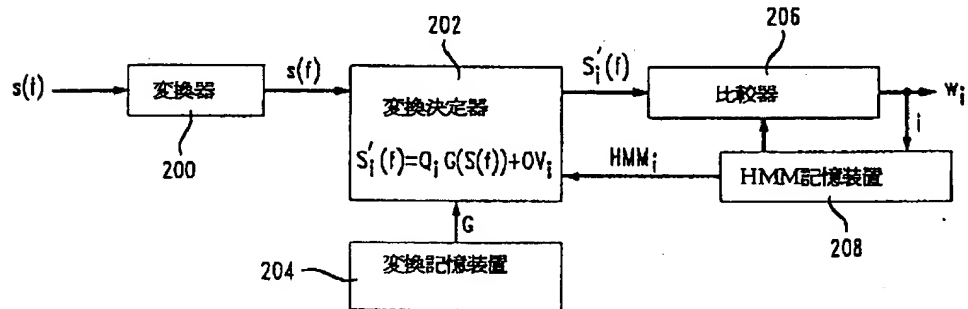 202
206
s(t)
変換器
s(f)
変換決定器
S'i(f)=Qi G(S(f))+OVi
S'i(f)
比較器
wi
i
200
HMMi
HMM記憶装置
208
G
204
変換記憶装置